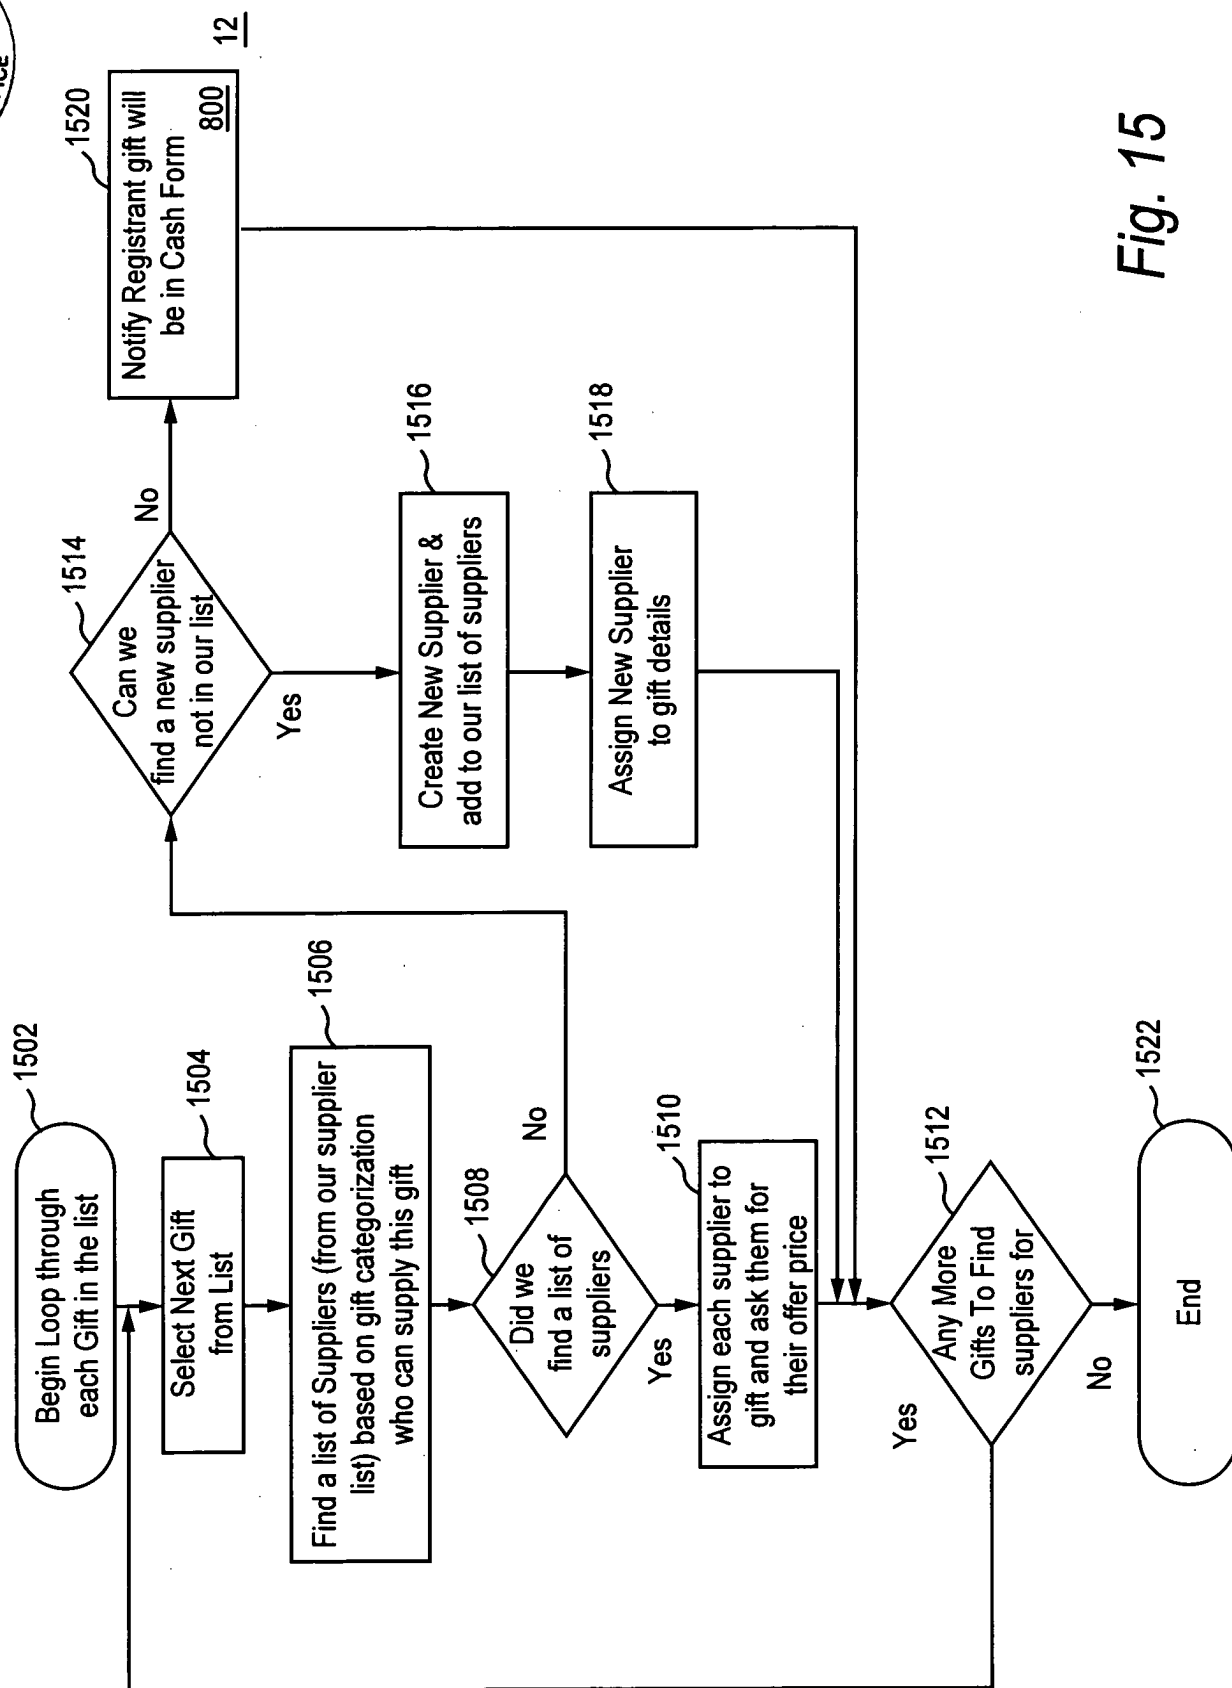 1502
Begin Loop through
each Gift in the list
1504
Select Next Gift
from List
1506
Find a list of Suppliers (from our supplier
list) based on gift categorization
who can supply this gift
1508
Did we
find a list of
suppliers
No
Yes
1510
Assign each supplier to
gift and ask them for
their offer price
1512
Any More
Gifts To Find
suppliers for
Yes
No
1522
End
1514
Can we
find a new supplier
not in our list
No
Yes
1516
Create New Supplier &
add to our list of suppliers
1518
Assign New Supplier
to gift details
1520
Notify Registrant gift will
be in Cash Form
800
12
Fig. 15